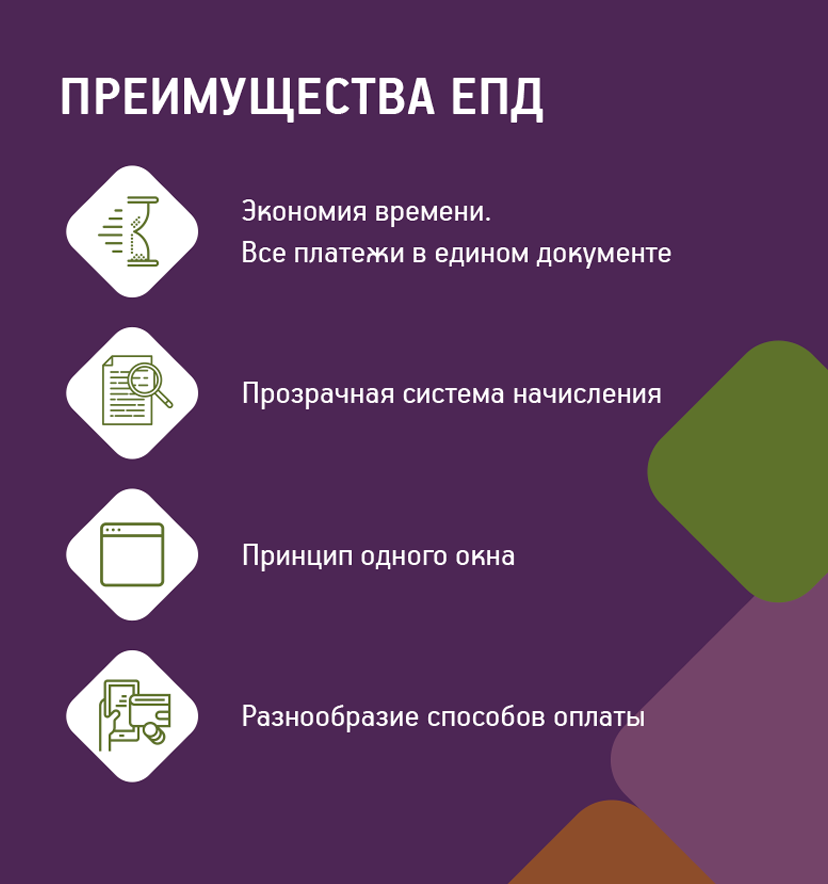 ПРЕИМУЩЕСТВА ЕПД
Экономия времени.
Все платежи в едином документе
Прозрачная система начисления
Принцип одного окна
Разнообразие способов оплаты